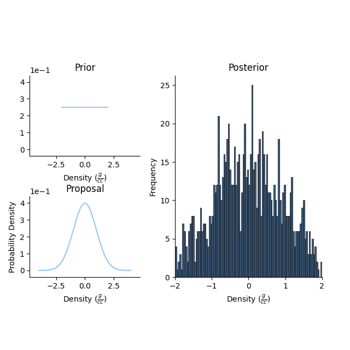 Prior
1e−1
4
3
2
1
0
−2.5 0.0 2.5
Density (g/cc)
Proposal
1e−1
4
3
2
1
0
Probability Density
−2.5 0.0 2.5
Density (g/cc)
Posterior
25
20
15
10
5
0
Frequency
−2 −1 0 1 2
Density (g/cc)